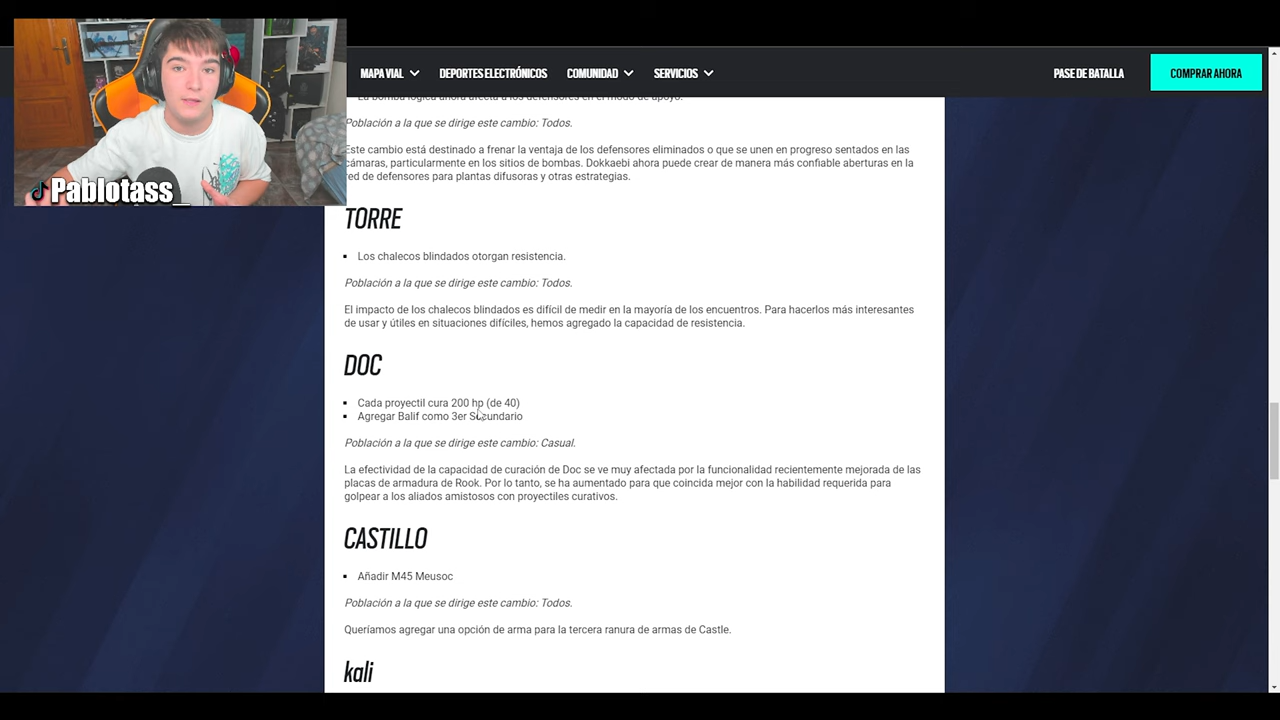 MAPA VIAL
DEPORTES ELECTRÓNICOS
COMUNIDAD
SERVICIOS
PASE DE BATALLA
COMPRAR AHORA
La bomba lógica ahora afecta a los defensores en el modo de apoyo.
Población a la que se dirige este cambio: Todos.
Este cambio está destinado a frenar la ventaja de los defensores eliminados o que se unen en progreso sentados en las
cámaras, particularmente en los sitios de bombas. Dokkaebi ahora puede crear de manera más confiable aberturas en la
red de defensores para plantas difusoras y otras estrategias.
Pablotass_
TORRE
Los chalecos blindados otorgan resistencia.
Población a la que se dirige este cambio: Todos.
El impacto de los chalecos blindados es difícil de medir en la mayoría de los encuentros. Para hacerlos más interesantes
de usar y útiles en situaciones difíciles, hemos agregado la capacidad de resistencia.
DOC
Cada proyectil cura 200 hp (de 40)
Agregar Balif como 3er Secundario
Población a la que se dirige este cambio: Casual.
La efectividad de la capacidad de curación de Doc se ve muy afectada por la funcionalidad recientemente mejorada de las
placas de armadura de Rook. Por lo tanto, se ha aumentado para que coincida mejor con la habilidad requerida para
golpear a los aliados amistosos con proyectiles curativos.
CASTILLO
Añadir M45 Meusoc
Población a la que se dirige este cambio: Todos.
Queríamos agregar una opción de arma para la tercera ranura de armas de Castle.
kali